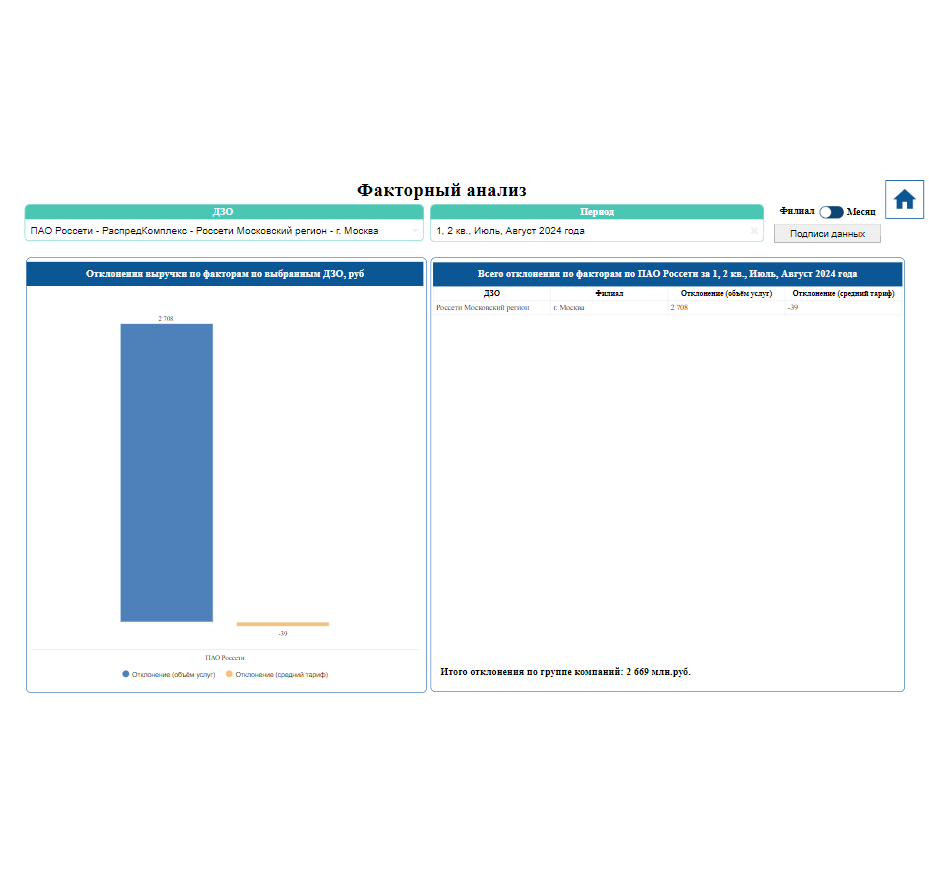 Факторный анализ
ДЗО
Период
Филиал
Месяц
ПАО Россети - РаспредКомплекс - Россети Московский регион - г. Москва
1, 2 кв., Июль, Август 2024 года
Подписи данных
Отклонения выручки по факторам по выбранным ДЗО, руб
2 708
-39
ПАО Россети
Отклонение (объём услуг)
Отклонение (средний тариф)
Всего отклонения по факторам по ПАО Россети за 1, 2 кв., Июль, Август 2024 года
ДЗО Филиал Отклонение (объём услуг) Отклонение (средний тариф)
Россети Московский регион г. Москва 2 708 -39
Итого отклонения по группе компаний: 2 669 млн.руб.